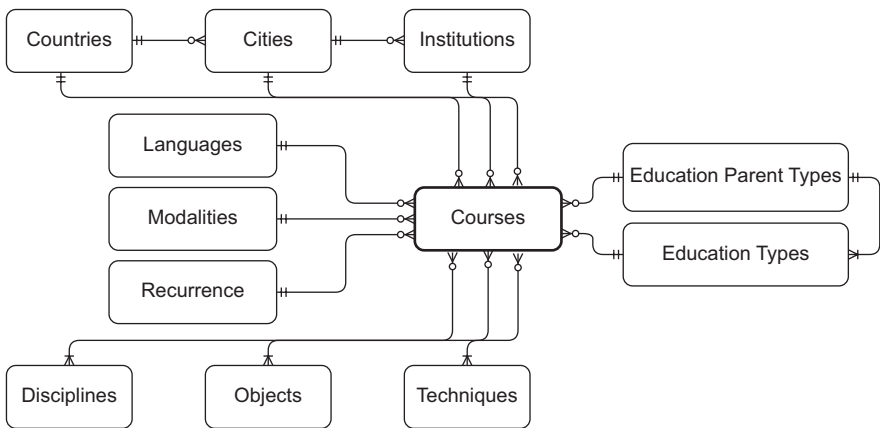 Countries
Cities
Institutions
Languages
Modalities
Recurrence
Courses
Education Parent Types
Education Types
Disciplines
Objects
Techniques